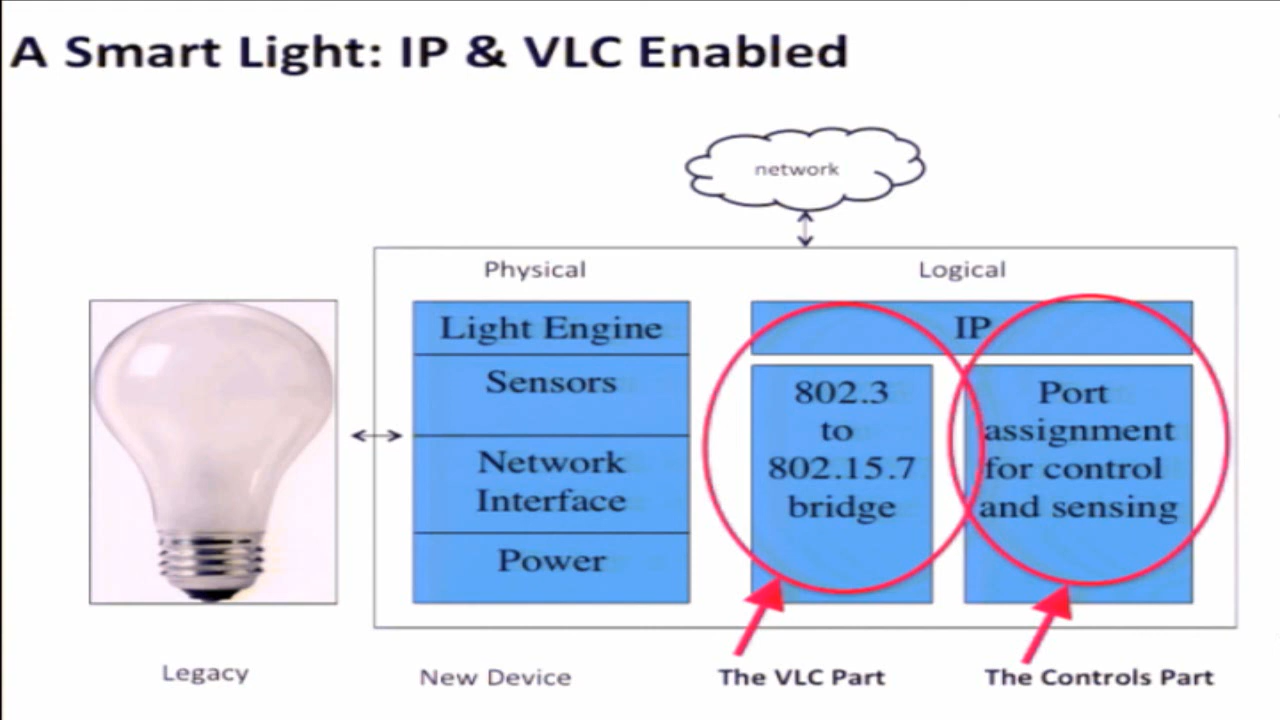 A Smart Light: IP & VLC Enabled
network
Physical
Logical
Light Engine
Sensors
Network
Interface
Power
IP
802.3
to
802.15.7
bridge
Port
assignment
for control
and sensing
Legacy
New Device
The VLC Part
The Controls Part